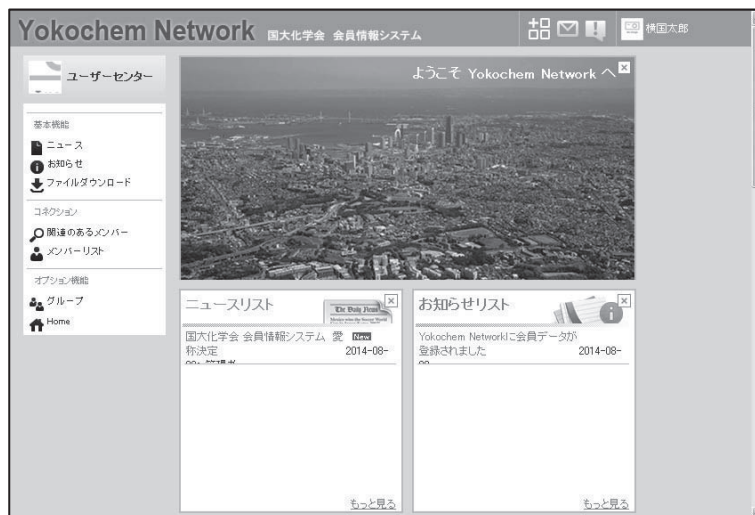 Yokochem Network 国大化学会 会員情報システム
横国太郎
ユーザーセンター
基本機能
ニュース
お知らせ
ファイルダウンロード
コネクション
関連のあるメンバー
メンバーリスト
オプション機能
グループ
Home
ようこそ Yokochem Network へ
ニュースリスト
The Daily News
国大化学会 会員情報システム 愛 New
称決定 2014-08-
もっと見る
お知らせリスト
Yokochem Networkに会員データが
登録されました 2014-08-
もっと見る